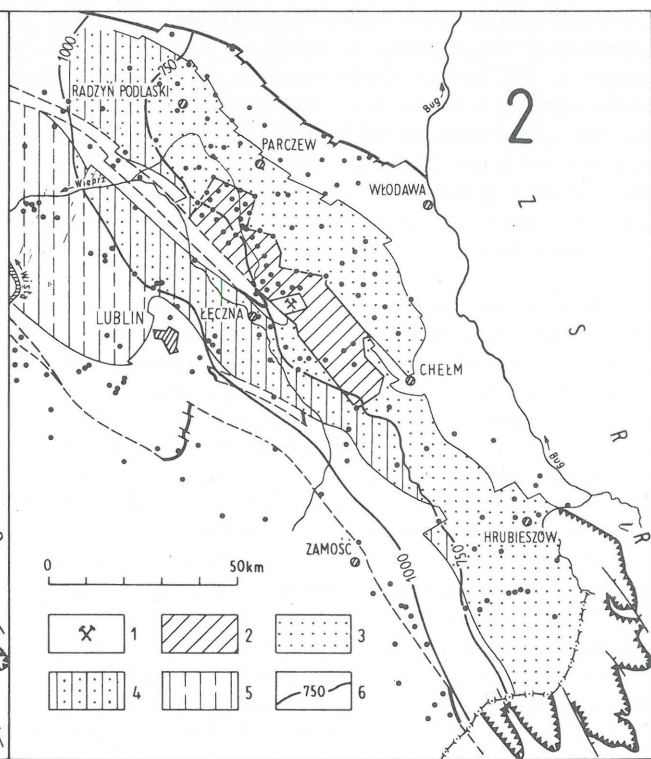 1000
750
RADZYŃ PODLASKI
2
Bug
PARCZEW
Wieprz
WŁODAWA
Z
Wisła
S
LUBLIN
ŁĘCZNA
CHEŁM
R
Bug
HRUBIESZÓW
R
R
ZAMOŚĆ
750
1000
0 50km
1 2 3
4 5 750 6